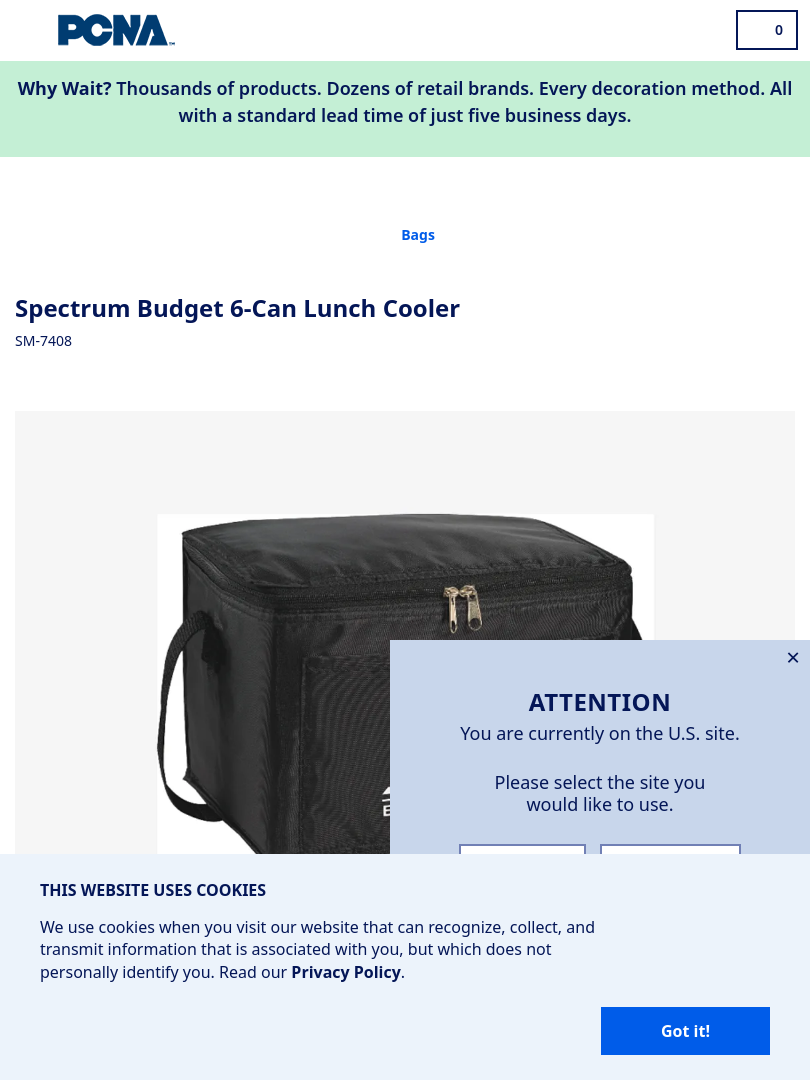 PCNA
0
Why Wait? Thousands of products. Dozens of retail brands. Every decoration method. All
with a standard lead time of just five business days.
Bags
Spectrum Budget 6-Can Lunch Cooler
SM-7408
×
ATTENTION
You are currently on the U.S. site.
Please select the site you
would like to use.
THIS WEBSITE USES COOKIES
We use cookies when you visit our website that can recognize, collect, and
transmit information that is associated with you, but which does not
personally identify you. Read our Privacy Policy.
Got it!